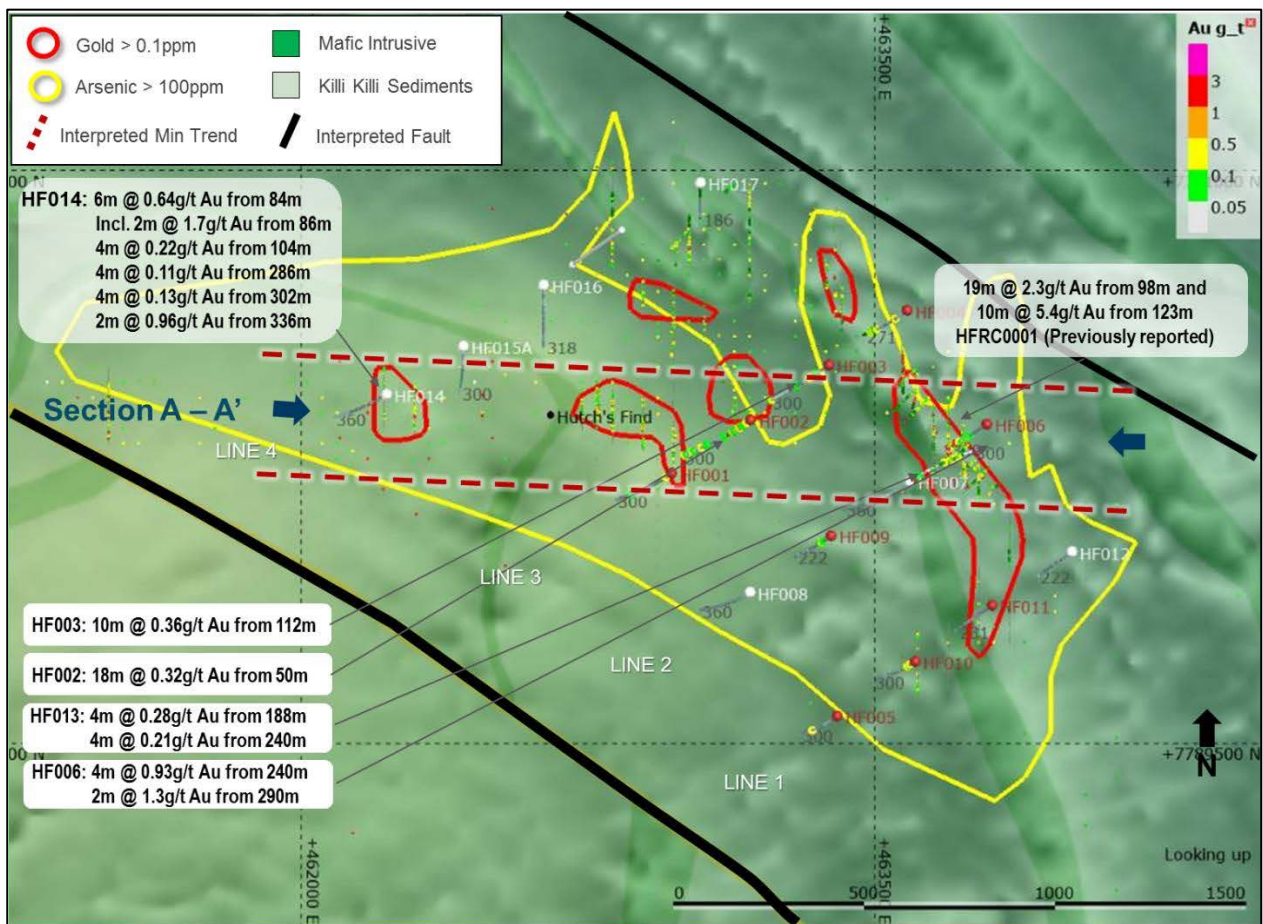 Gold > 0.1ppm
Mafic Intrusive
Arsenic > 100ppm
Killi Killi Sediments
Interpreted Min Trend
Interpreted Fault
Au g_t
3
1
0.5
0.1
0.05
+463500 E
00 N
HF017
186
HF014: 6m @ 0.64g/t Au from 84m
Incl. 2m @ 1.7g/t Au from 86m
4m @ 0.22g/t Au from 104m
4m @ 0.11g/t Au from 286m
4m @ 0.13g/t Au from 302m
2m @ 0.96g/t Au from 336m
19m @ 2.3g/t Au from 98m and
10m @ 5.4g/t Au from 123m
HFRC0001 (Previously reported)
HF016
318
HF004
271
HF015A
300
HF003
300
HF014
360
Section A – A'
Hutch's Find
HF002
300
HF006
300
LINE 4
HF001
300
HF007
360
HF009
222
HF012
222
LINE 3
HF008
360
HF011
231
HF003: 10m @ 0.36g/t Au from 112m
HF002: 18m @ 0.32g/t Au from 50m
LINE 2
HF010
300
HF013: 4m @ 0.28g/t Au from 188m
4m @ 0.21g/t Au from 240m
HF005
00 N
+7789500 N
N
HF006: 4m @ 0.93g/t Au from 240m
2m @ 1.3g/t Au from 290m
LINE 1
+462000 E
+463500 E
Looking up
0
500
1000
1500